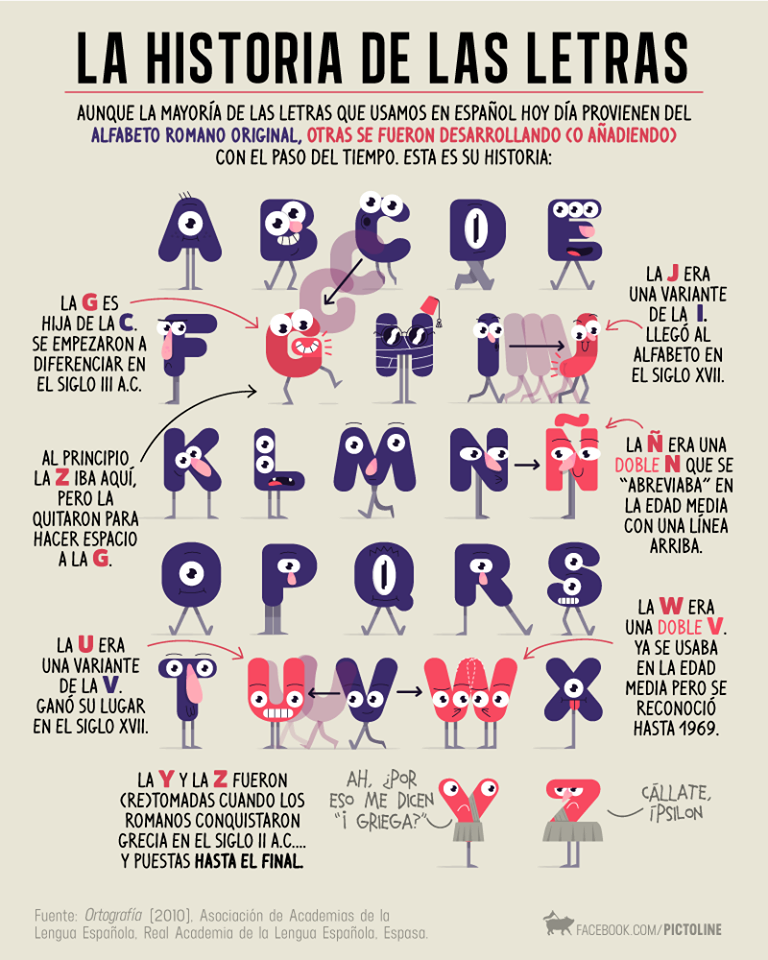 LA HISTORIA DE LAS LETRAS
AUNQUE LA MAYORÍA DE LAS LETRAS QUE USAMOS EN ESPAÑOL HOY DÍA PROVIENEN DEL
ALFABETO ROMANO ORIGINAL, OTRAS SE FUERON DESARROLLANDO (O AÑADIENDO)
CON EL PASO DEL TIEMPO. ESTA ES SU HISTORIA:
A B C D E
LA G ES
HIJA DE LA C.
SE EMPEZARON A
DIFERENCIAR EN
EL SIGLO III A.C.
F G H I J
LA J ERA
UNA VARIANTE
DE LA I.
LLEGÓ AL
ALFABETO EN
EL SIGLO XVII.
AL PRINCIPIO
LA Z IBA AQUÍ,
PERO LA
QUITARON PARA
HACER ESPACIO
A LA G.
K L M N Ñ
LA Ñ ERA UNA
DOBLE N QUE SE
“ABREVIABA” EN
LA EDAD MEDIA
CON UNA LÍNEA
ARRIBA.
O P Q R S
LA U ERA
UNA VARIANTE
DE LA V.
GANÓ SU LUGAR
EN EL SIGLO XVII.
T U V W X
LA W ERA
UNA DOBLE V.
YA SE USABA
EN LA EDAD
MEDIA PERO SE
RECONOCIÓ
HASTA 1969.
LA Y Y LA Z FUERON
(RE)TOMADAS CUANDO LOS
ROMANOS CONQUISTARON
GRECIA EN EL SIGLO II A.C....
Y PUESTAS HASTA EL FINAL.
AH, ¿POR
ESO ME DICEN
“I GRIEGA?”
Y Z
CÁLLATE,
ÍPSILON
Fuente: Ortografía [2010], Asociación de Academias de la
Lengua Española, Real Academia de la Lengua Española, Espasa.
FACEBOOK.COM/PICTOLINE